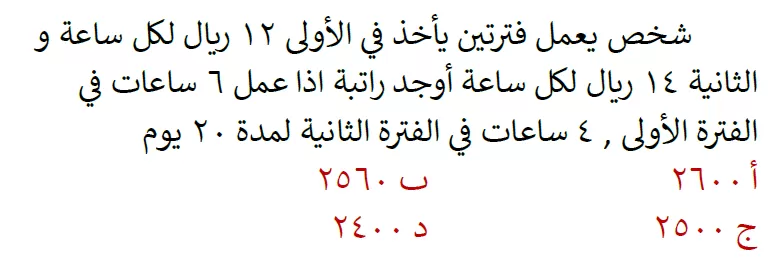 شخص يعمل فترتين يأخذ في الأولى ١٢ ريال لكل ساعة و
الثانية ١٤ ريال لكل ساعة أوجد راتبة اذا عمل ٦ ساعات في
الفترة الأولى , ٤ ساعات في الفترة الثانية لمدة ٢٠ يوم
أ ٢٦٠٠ ب ٢٥٦٠
ج ٢٥٠٠ د ٢٤٠٠